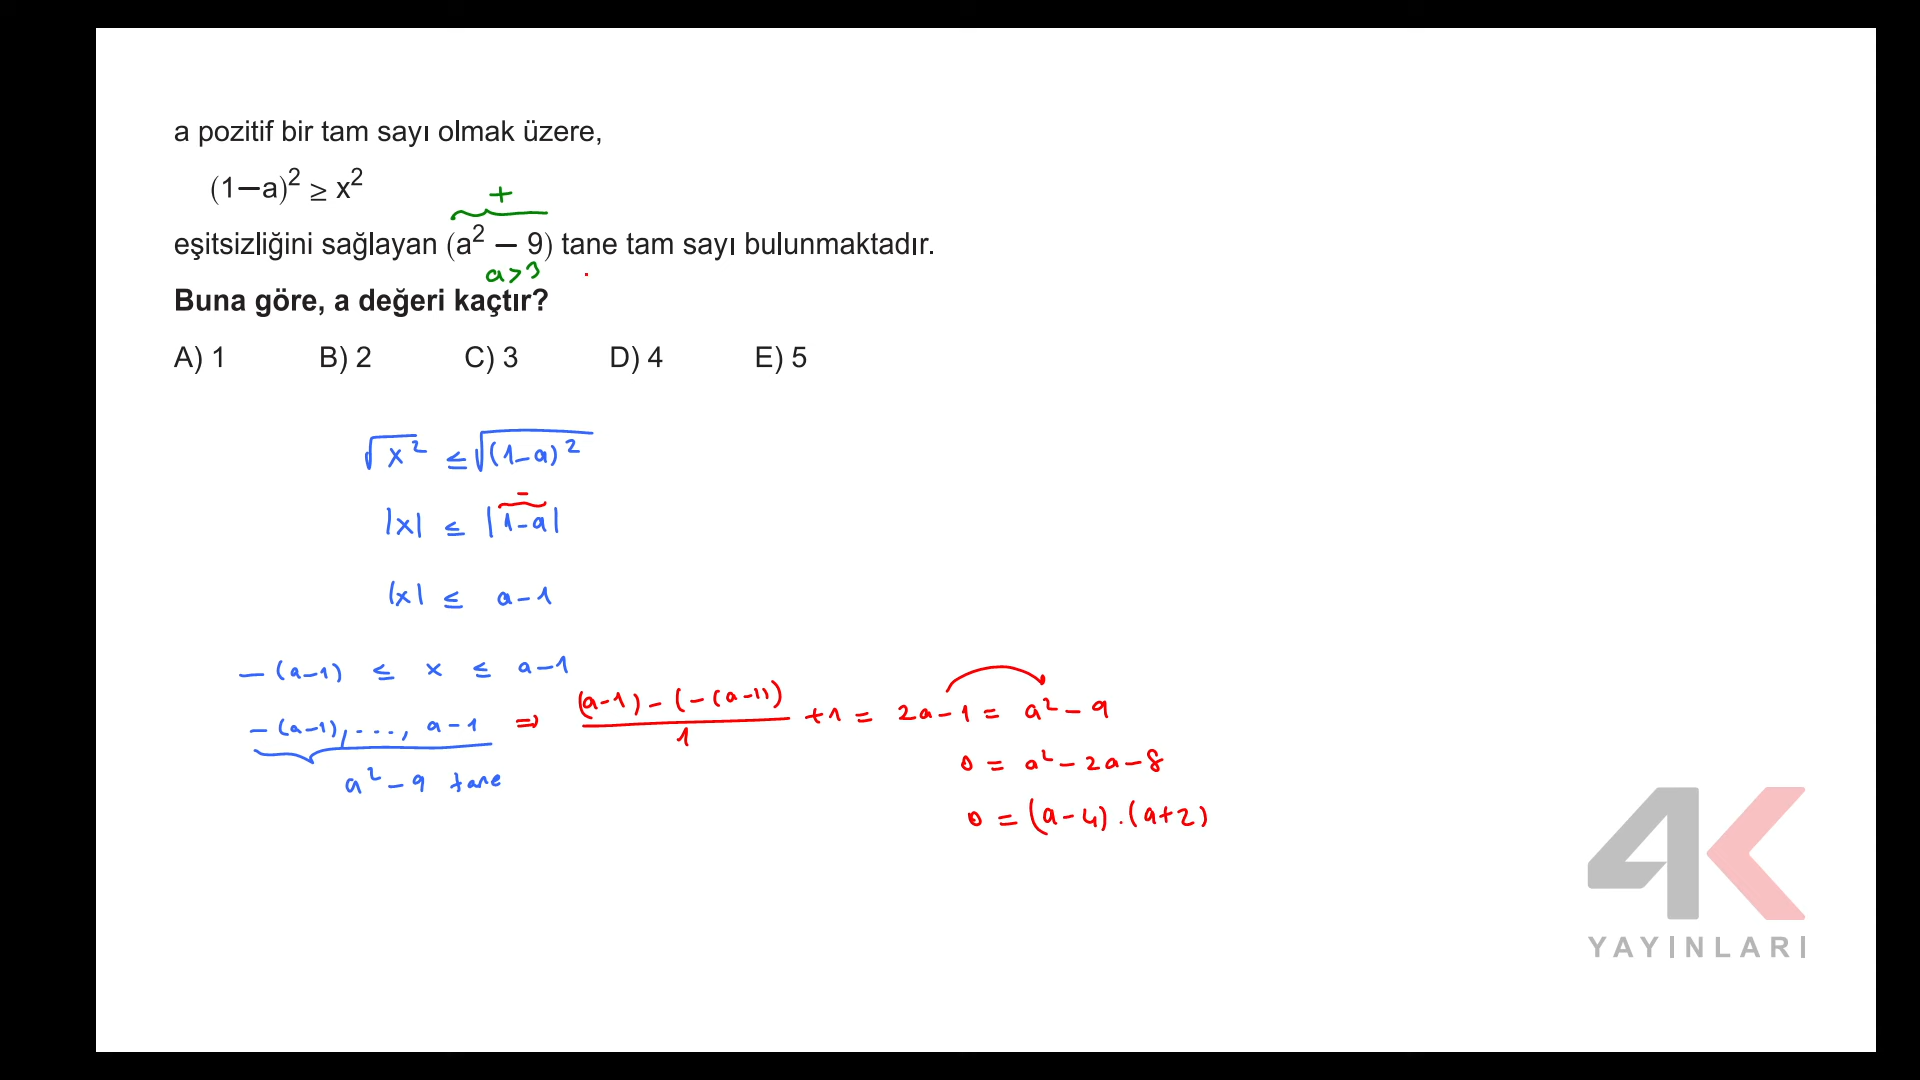 a pozitif bir tam sayı olmak üzere,
(1−a)² ≥ x²
+
eşitsizliğini sağlayan (a² − 9) tane tam sayı bulunmaktadır.
a > 3
Buna göre, a değeri kaçtır?
A) 1 B) 2 C) 3 D) 4 E) 5
√x² ≤ √(1-a)²
-
|x| ≤ |1-a|
|x| ≤ a-1
-(a-1) ≤ x ≤ a-1
-(a-1), ..., a-1 ⇒ (a-1)-(-(a-1))/1 +1 = 2a-1 = a²-9
a²-9 tane
0 = a²-2a-8
0 = (a-4).(a+2)
4K
YAYINLARI